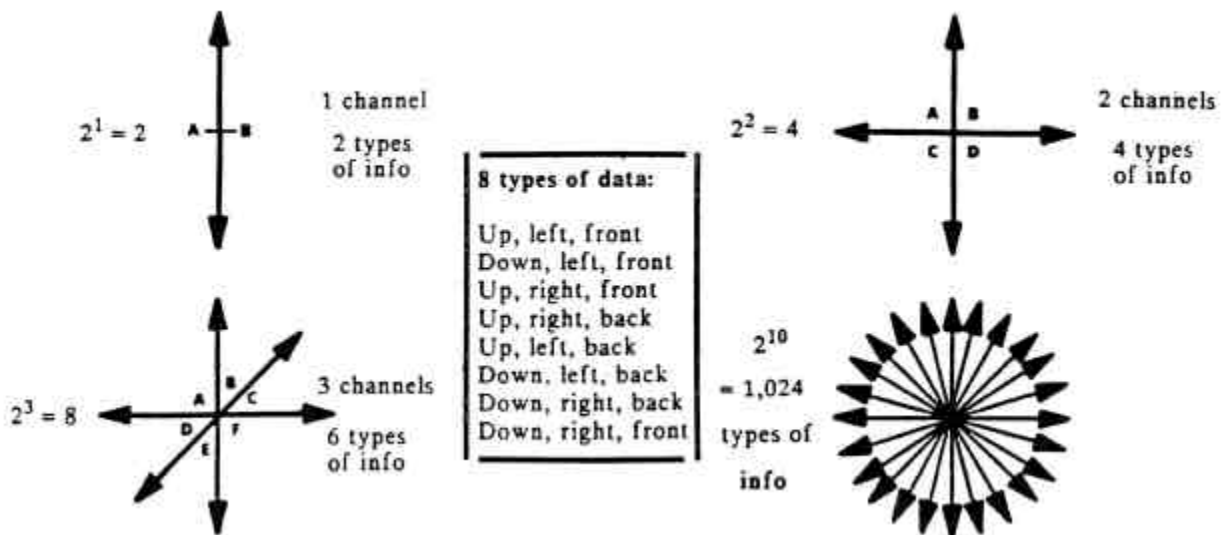 2¹ = 2
A B
1 channel
2 types
of info
2² = 4
A B
C D
2 channels
4 types
of info
8 types of data:
Up, left, front
Down, left, front
Up, right, front
Up, right, back
Up, left, back
Down, left, back
Down, right, back
Down, right, front
2³ = 8
A B C
D E F
3 channels
6 types
of info
2¹⁰
= 1,024
types of
info